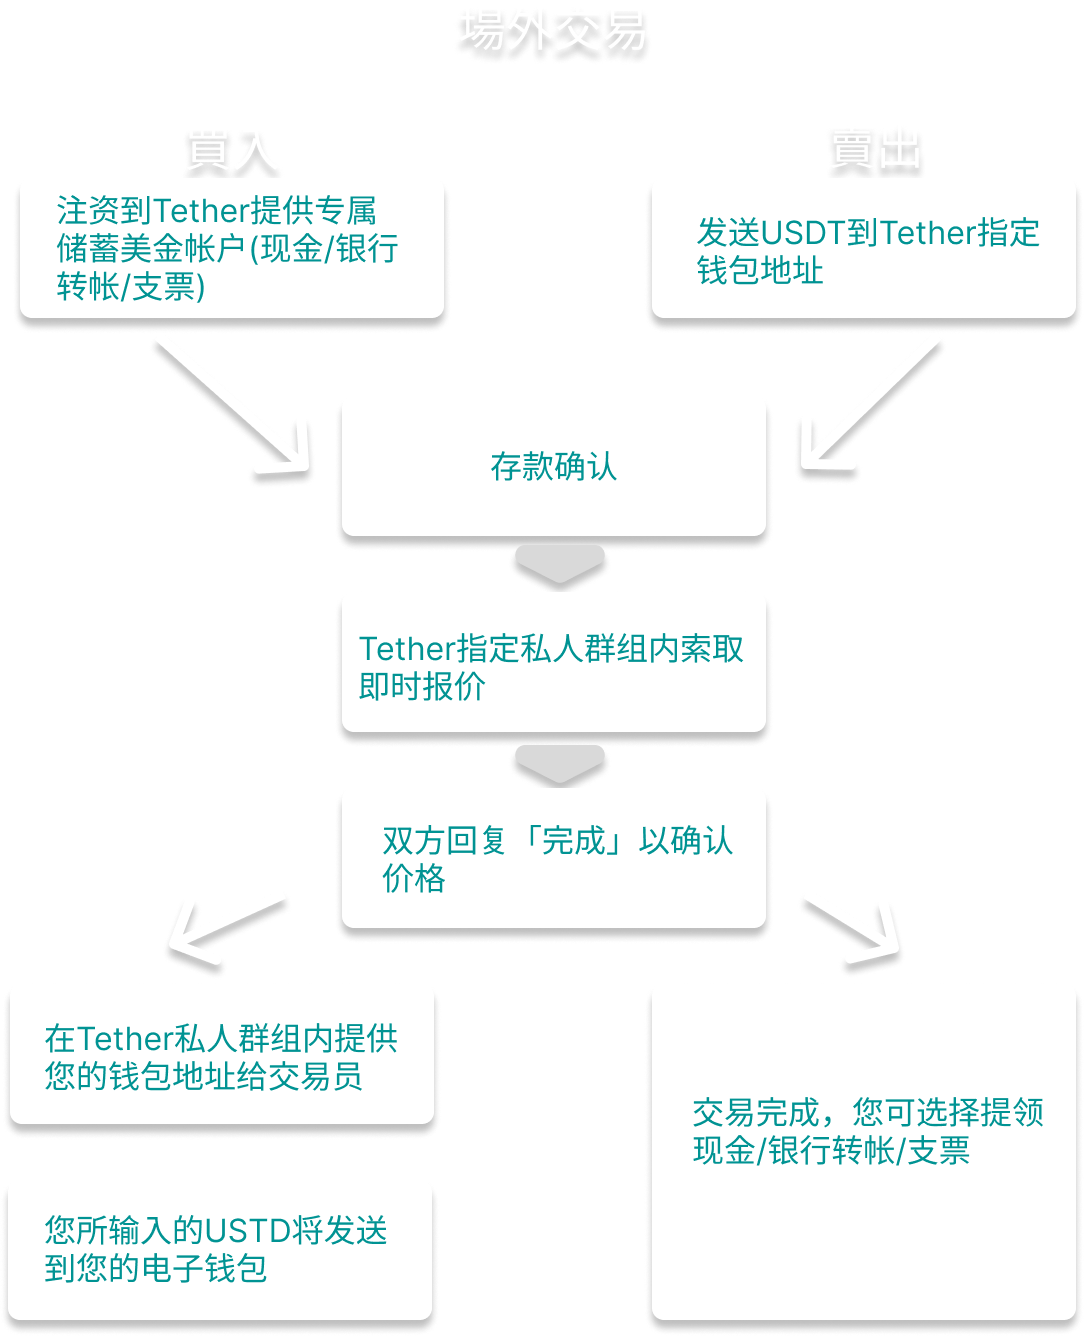 場外交易
買入
賣出
注资到Tether提供专属
储蓄美金帐户(现金/银行
转帐/支票)
发送USDT到Tether指定
钱包地址
存款确认
Tether指定私人群组内索取
即时报价
双方回复「完成」以确认
价格
在Tether私人群组内提供
您的钱包地址给交易员
交易完成，您可选择提领
现金/银行转帐/支票
您所输入的USTD将发送
到您的电子钱包